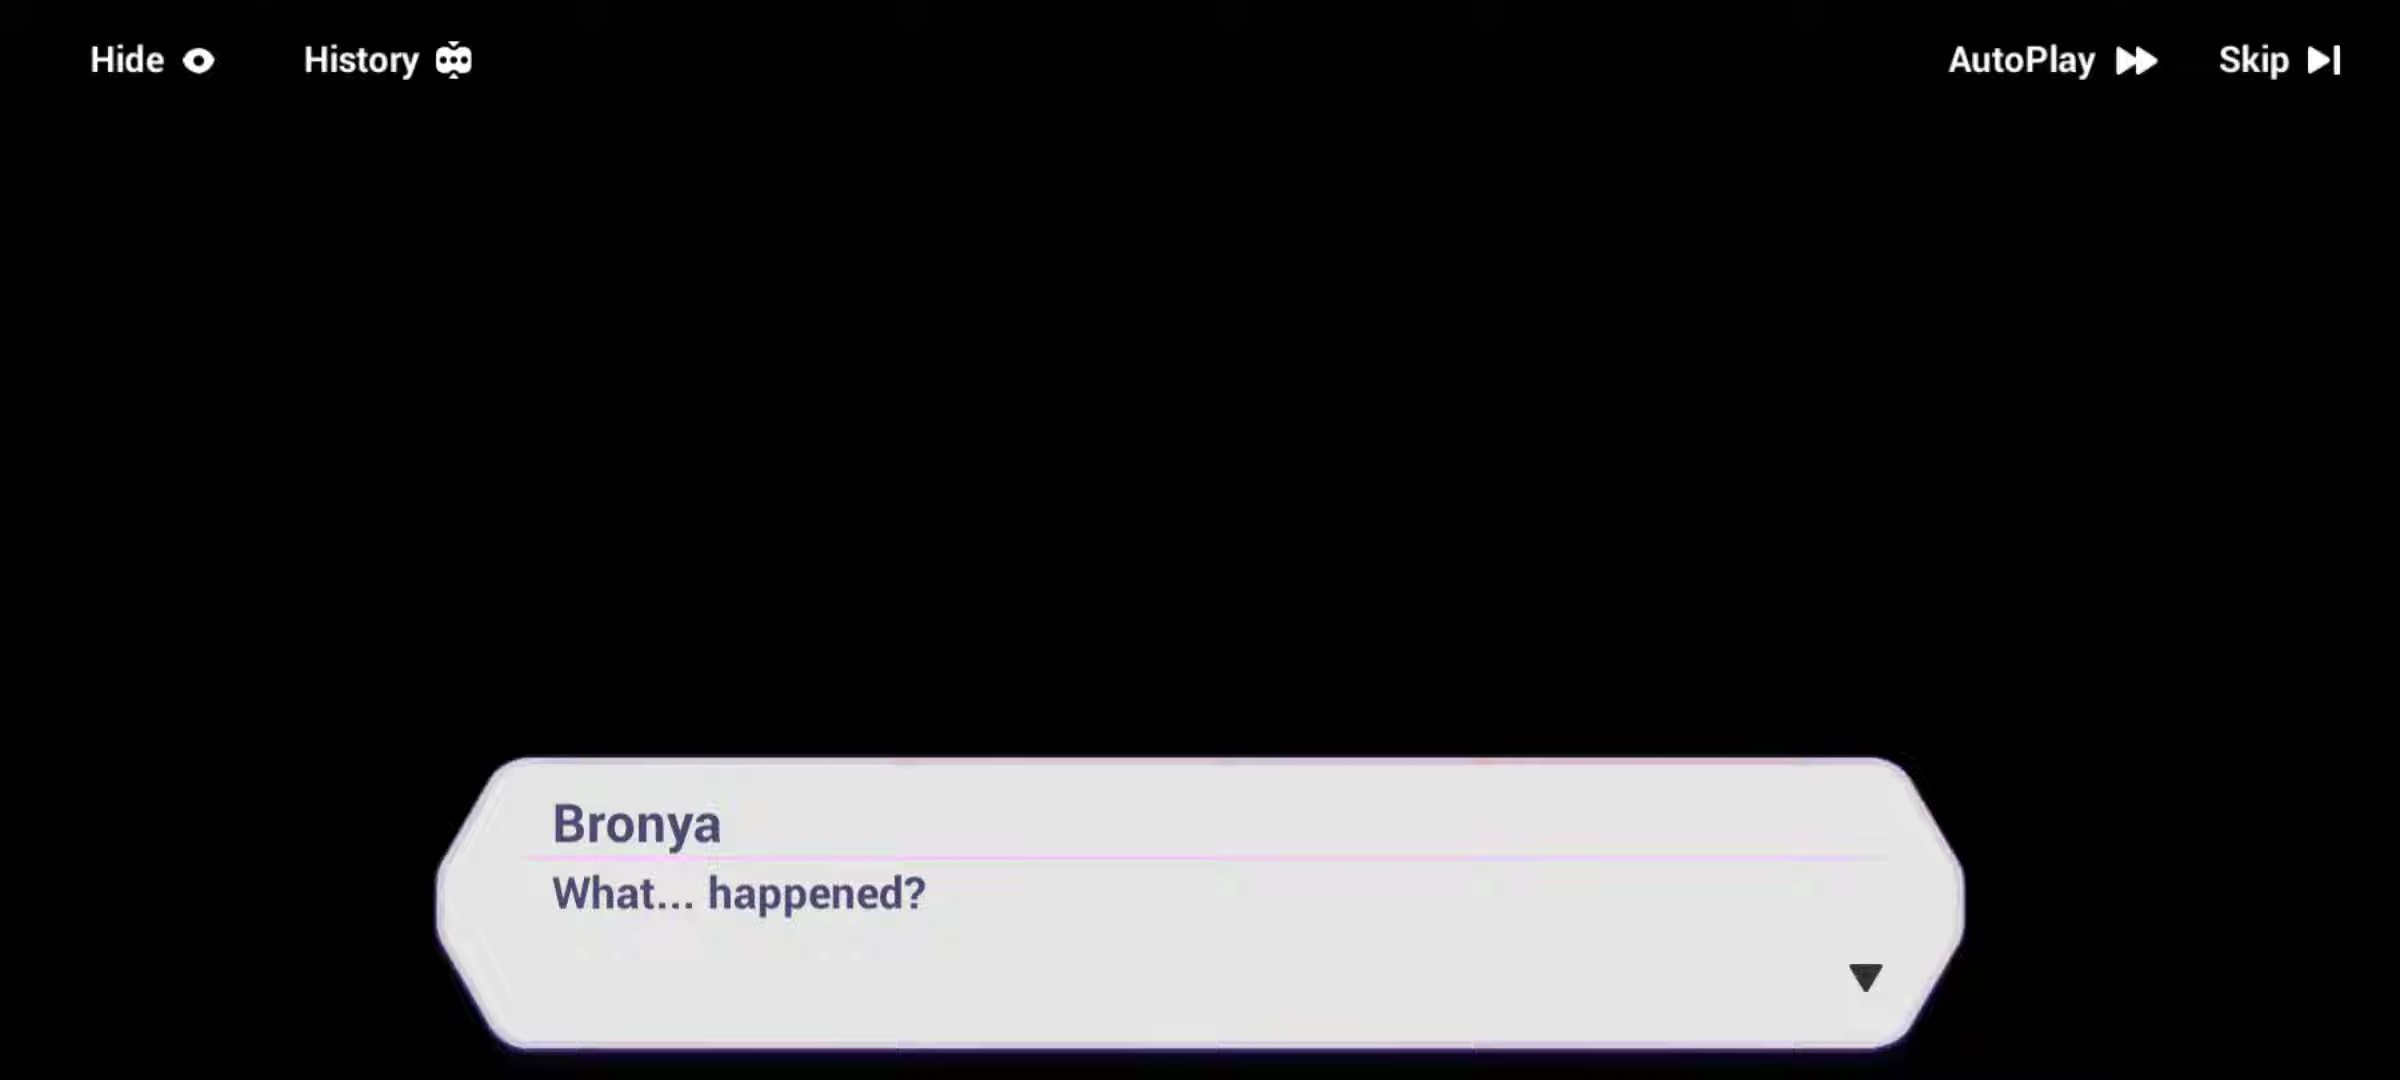 Hide
History
AutoPlay
Skip
Bronya
What... happened?